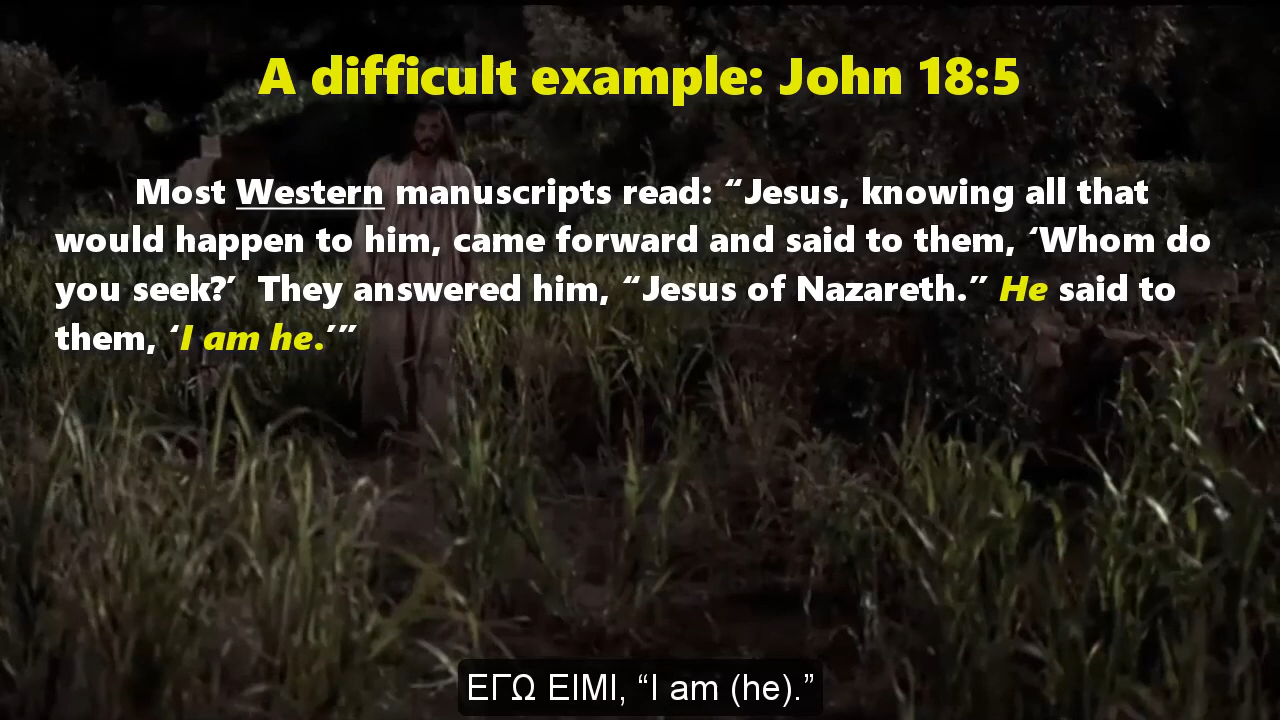 A difficult example: John 18:5
Most Western manuscripts read: “Jesus, knowing all that
would happen to him, came forward and said to them, ‘Whom do
you seek?’  They answered him, “Jesus of Nazareth.” He said to
them, ‘I am he.’”
ΕΓΩ ΕΙΜΙ, “I am (he).”